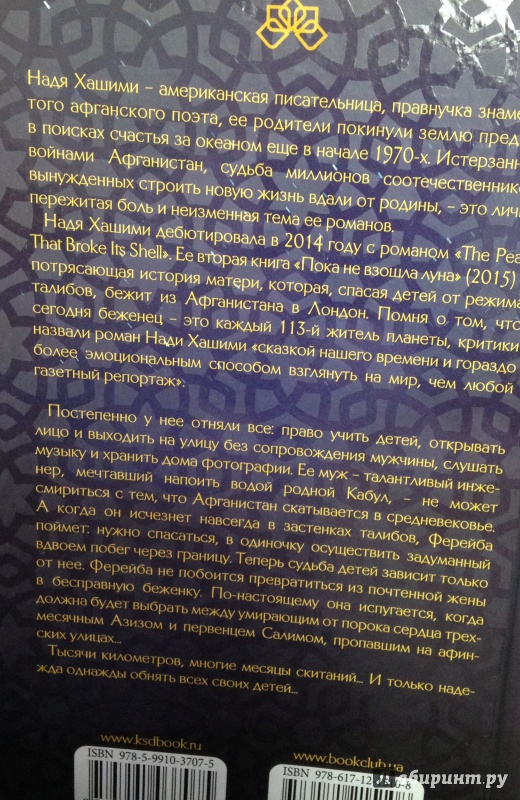 Надя Хашими – американская писательница, правнучка знаме
того афганского поэта, ее родители покинули землю пред
в поисках счастья за океаном еще в начале 1970-х. Истерзанн
войнами Афганистан, судьба миллионов соотечественнико
вынужденных строить новую жизнь вдали от родины, – это личн
пережитая боль и неизменная тема ее романов.
Надя Хашими дебютировала в 2014 году с романом «The Pea
That Broke Its Shell». Ее вторая книга «Пока не взошла луна» (2015) –
потрясающая история матери, которая, спасая детей от режима
талибов, бежит из Афганистана в Лондон. Помня о том, что
сегодня беженец – это каждый 113-й житель планеты, критики
назвали роман Нади Хашими «сказкой нашего времени и гораздо
более эмоциональным способом взглянуть на мир, чем любой
газетный репортаж».
Постепенно у нее отняли все: право учить детей, открывать
лицо и выходить на улицу без сопровождения мужчины, слушать
музыку и хранить дома фотографии. Ее муж – талантливый инже-
нер, мечтавший напоить водой родной Кабул, – не может
смириться с тем, что Афганистан скатывается в средневековье.
А когда он исчезнет навсегда в застенках талибов, Ферейба
поймет: нужно спасаться, в одиночку осуществить задуманный
вдвоем побег через границу. Теперь судьба детей зависит только
от нее. Ферейба не побоится превратиться из почтенной жены
в бесправную беженку. По-настоящему она испугается, когда
должна будет выбрать между умирающим от порока сердца трех-
месячным Азизом и первенцем Салимом, пропавшим на афин-
ских улицах...
Тысячи километров, многие месяцы скитаний... И только наде-
жда однажды обнять всех своих детей...
www.ksdbook.ru
www.bookclub.ua
ISBN 978-5-9910-3707-5
ISBN 978-617-12-
0-8
лабиринт.ру